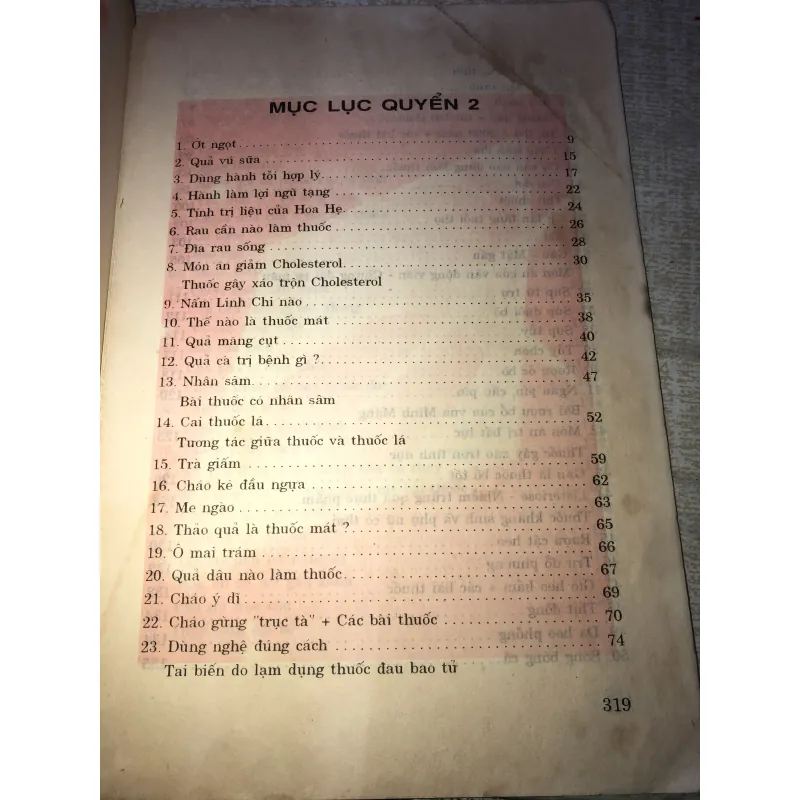 MỤC LỤC QUYỂN 2
1. Ớt ngọt ........ 9
2. Quả vú sữa ........ 15
3. Dùng hành tỏi hợp lý ........ 17
4. Hành làm lợi ngũ tạng ........ 22
5. Tính trị liệu của Hoa Hẹ ........ 24
6. Rau cần nào làm thuốc ........ 26
7. Đĩa rau sống ........ 28
8. Món ăn giảm Cholesterol ........ 30
Thuốc gây xáo trộn Cholesterol
9. Nấm Linh Chi nào ........ 35
10. Thế nào là thuốc mát ........ 38
11. Quả măng cụt ........ 40
12. Quả cà trị bệnh gì ? ........ 42
13. Nhân sâm ........ 47
Bài thuốc có nhân sâm
14. Cai thuốc lá ........ 52
Tương tác giữa thuốc và thuốc lá
15. Trà giấm ........ 59
16. Cháo ké đầu ngựa ........ 62
17. Me ngào ........ 63
18. Thảo quả là thuốc mát ? ........ 65
19. Ô mai trám ........ 66
20. Quả dâu nào làm thuốc ........ 67
21. Cháo ý dĩ ........ 69
22. Cháo gừng "trục tà" + Các bài thuốc ........ 70
23. Dùng nghệ đúng cách ........ 74
Tai biến do lạm dụng thuốc đau bao tử
319